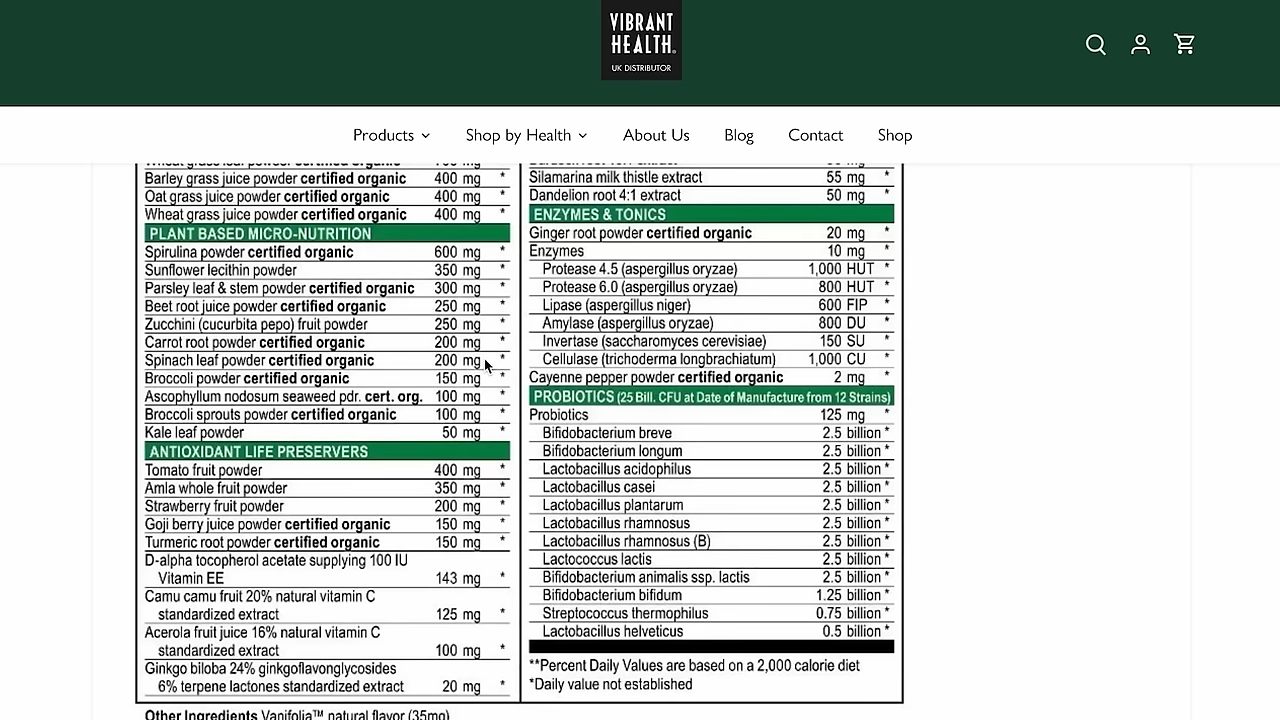 VIBRANT
HEALTH®
UK DISTRIBUTOR
Products
Shop by Health
About Us
Blog
Contact
Shop
Wheat grass leaf powder certified organic mg *
Barley grass juice powder certified organic 400 mg *
Oat grass juice powder certified organic 400 mg *
Wheat grass juice powder certified organic 400 mg *
PLANT BASED MICRO-NUTRITION
Spirulina powder certified organic 600 mg *
Sunflower lecithin powder 350 mg *
Parsley leaf & stem powder certified organic 300 mg *
Beet root juice powder certified organic 250 mg *
Zucchini (cucurbita pepo) fruit powder 250 mg *
Carrot root powder certified organic 200 mg *
Spinach leaf powder certified organic 200 mg *
Broccoli powder certified organic 150 mg *
Ascophyllum nodosum seaweed pdr. cert. org. 100 mg *
Broccoli sprouts powder certified organic 100 mg *
Kale leaf powder 50 mg *
ANTIOXIDANT LIFE PRESERVERS
Tomato fruit powder 400 mg *
Amla whole fruit powder 350 mg *
Strawberry fruit powder 200 mg *
Goji berry juice powder certified organic 150 mg *
Turmeric root powder certified organic 150 mg *
D-alpha tocopherol acetate supplying 100 IU
Vitamin EE 143 mg *
Camu camu fruit 20% natural vitamin C
standardized extract 125 mg *
Acerola fruit juice 16% natural vitamin C
standardized extract 100 mg *
Ginkgo biloba 24% ginkgoflavonglycosides
6% terpene lactones standardized extract 20 mg *
Silamarina milk thistle extract 55 mg *
Dandelion root 4:1 extract 50 mg *
ENZYMES & TONICS
Ginger root powder certified organic 20 mg *
Enzymes 10 mg *
Protease 4.5 (aspergillus oryzae) 1,000 HUT *
Protease 6.0 (aspergillus oryzae) 800 HUT *
Lipase (aspergillus niger) 600 FIP *
Amylase (aspergillus oryzae) 800 DU *
Invertase (saccharomyces cerevisiae) 150 SU *
Cellulase (trichoderma longbrachiatum) 1,000 CU *
Cayenne pepper powder certified organic 2 mg *
PROBIOTICS (25 Bill. CFU at Date of Manufacture from 12 Strains)
Probiotics 125 mg *
Bifidobacterium breve 2.5 billion *
Bifidobacterium longum 2.5 billion *
Lactobacillus acidophilus 2.5 billion *
Lactobacillus casei 2.5 billion *
Lactobacillus plantarum 2.5 billion *
Lactobacillus rhamnosus 2.5 billion *
Lactobacillus rhamnosus (B) 2.5 billion *
Lactococcus lactis 2.5 billion *
Bifidobacterium animalis ssp. lactis 2.5 billion *
Bifidobacterium bifidum 1.25 billion *
Streptococcus thermophilus 0.75 billion *
Lactobacillus helveticus 0.5 billion *
**Percent Daily Values are based on a 2,000 calorie diet
*Daily value not established
Other Ingredients Vanifolia™ natural flavor (35mg)